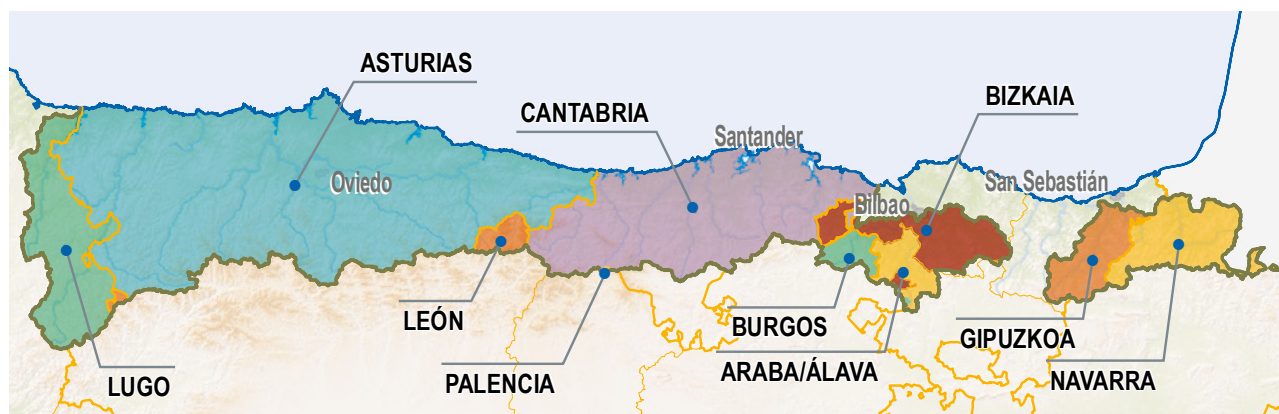 ASTURIAS
BIZKAIA
CANTABRIA
Santander
Oviedo
San Sebastián
Bilbao
LEÓN
BURGOS
GIPUZKOA
LUGO
PALENCIA
ARABA/ÁLAVA
NAVARRA